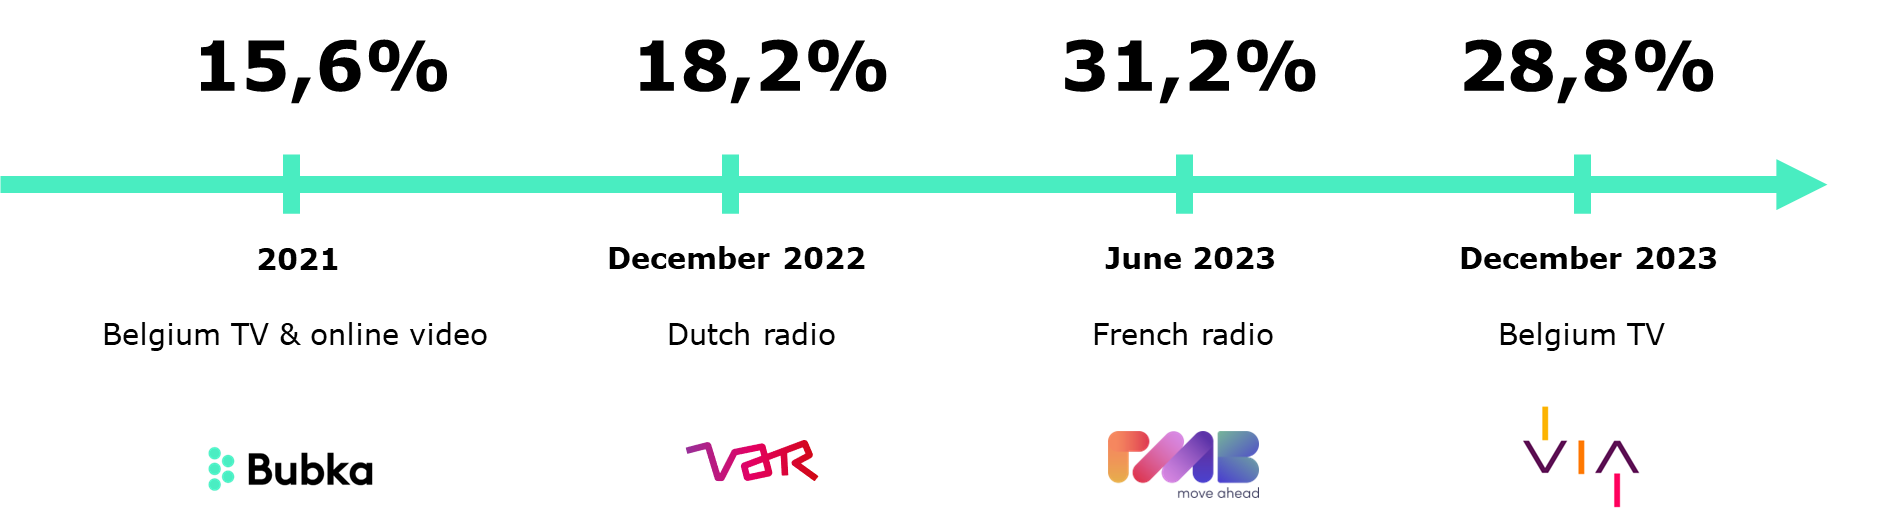 15,6% 18,2% 31,2% 28,8%
2021 December 2022 June 2023 December 2023
Belgium TV & online video Dutch radio French radio Belgium TV
Bubka var rmb VIA
move ahead